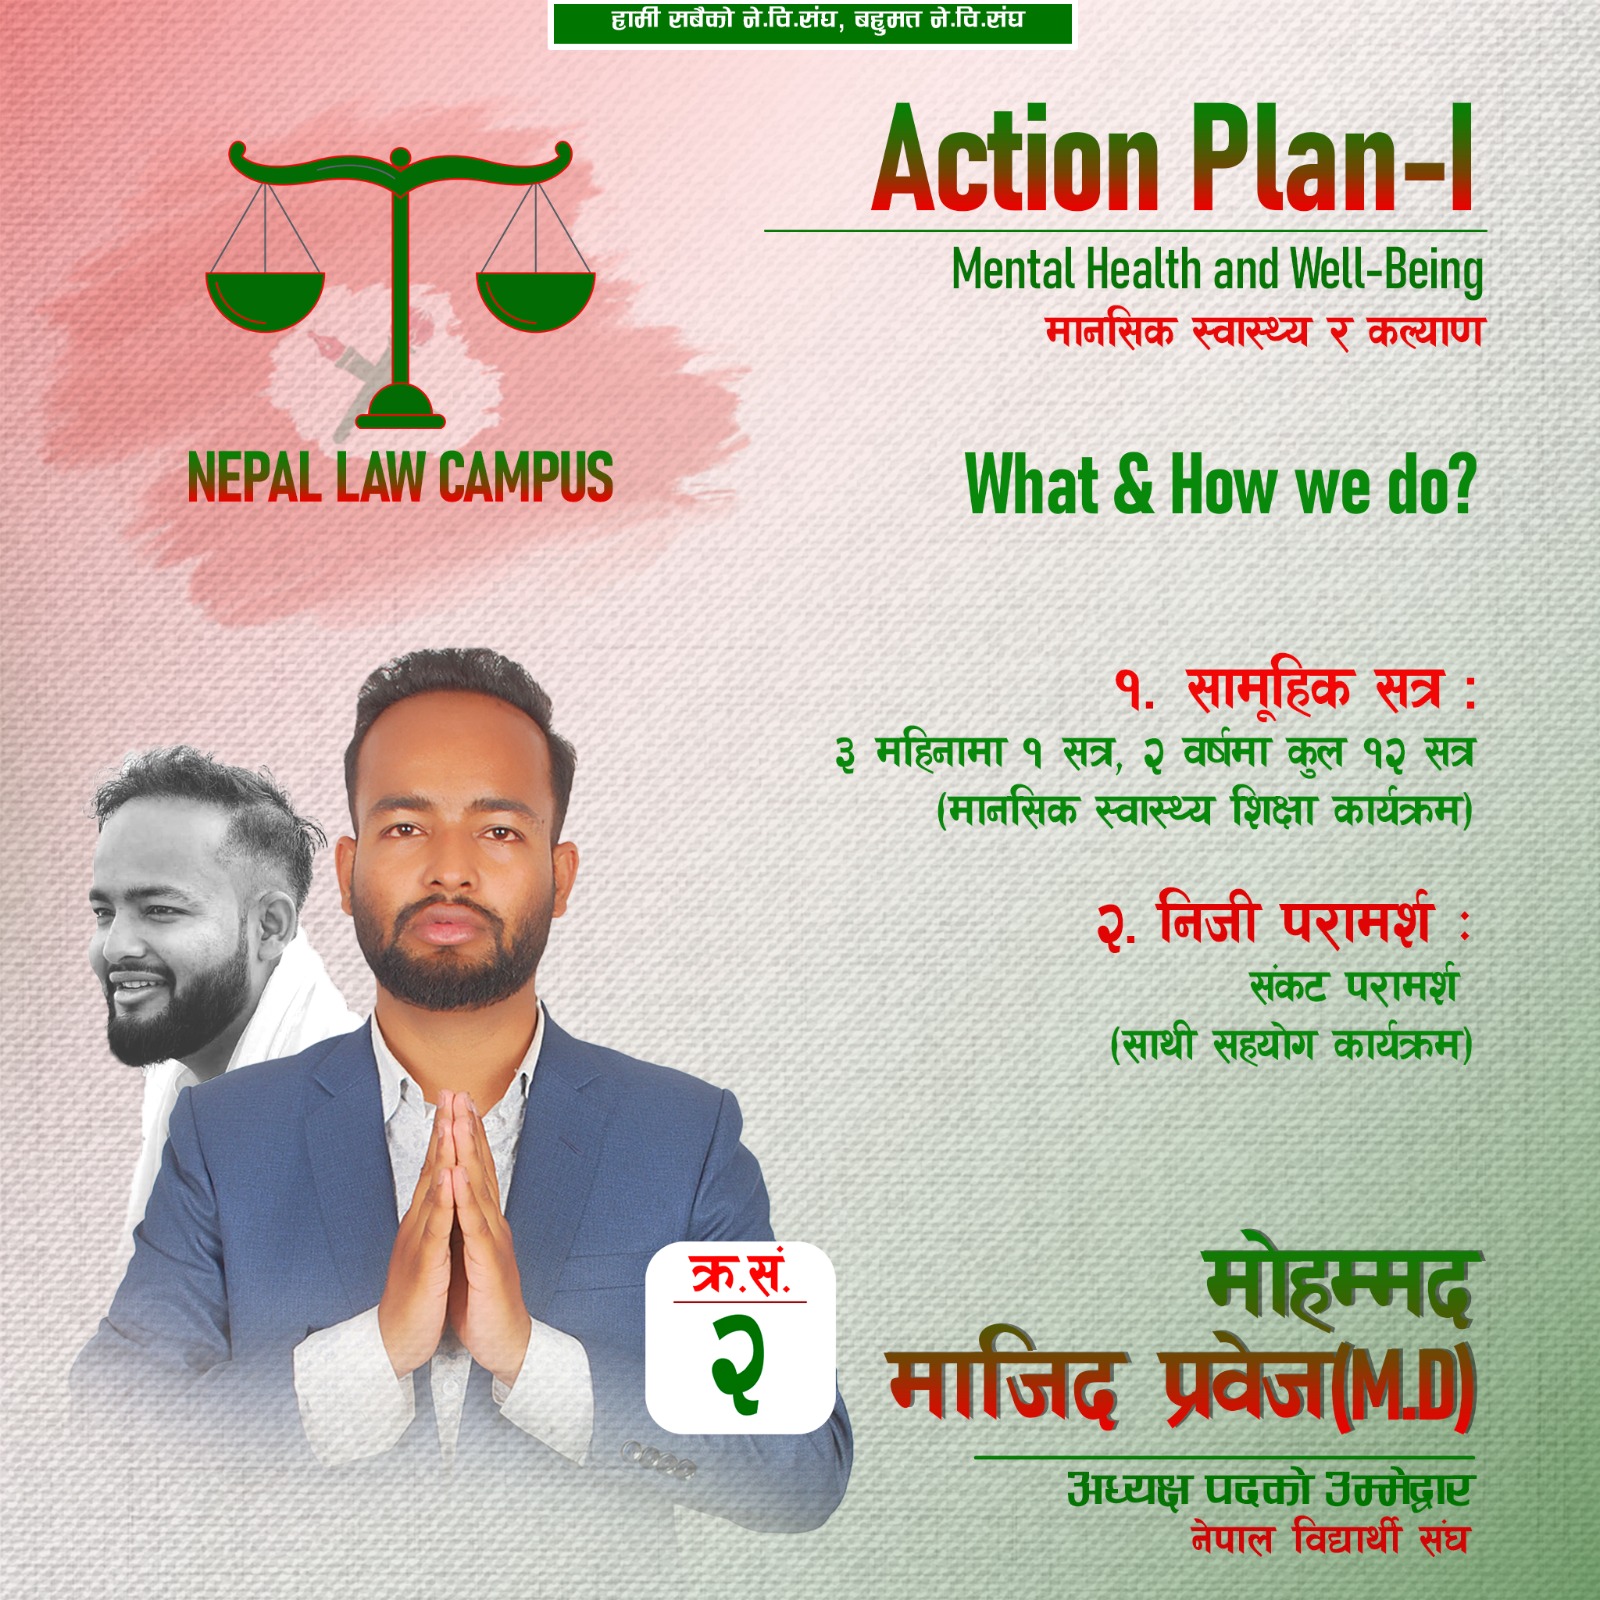 हामी सबैको ने.वि.संघ, बहुमत ने.वि.संघ
Action Plan-I
Mental Health and Well-Being
मानसिक स्वास्थ्य र कल्याण
NEPAL LAW CAMPUS
What & How we do?
१. सामूहिक सत्र :
३ महिनामा १ सत्र, २ वर्षमा कुल १२ सत्र
(मानसिक स्वास्थ्य शिक्षा कार्यक्रम)
२. निजी परामर्श :
संकट परामर्श
(साथी सहयोग कार्यक्रम)
क्र.सं.
२
मोहम्मद
माजिद प्रवेज(M.D)
अध्यक्ष पदको उम्मेद्वार
नेपाल विद्यार्थी संघ